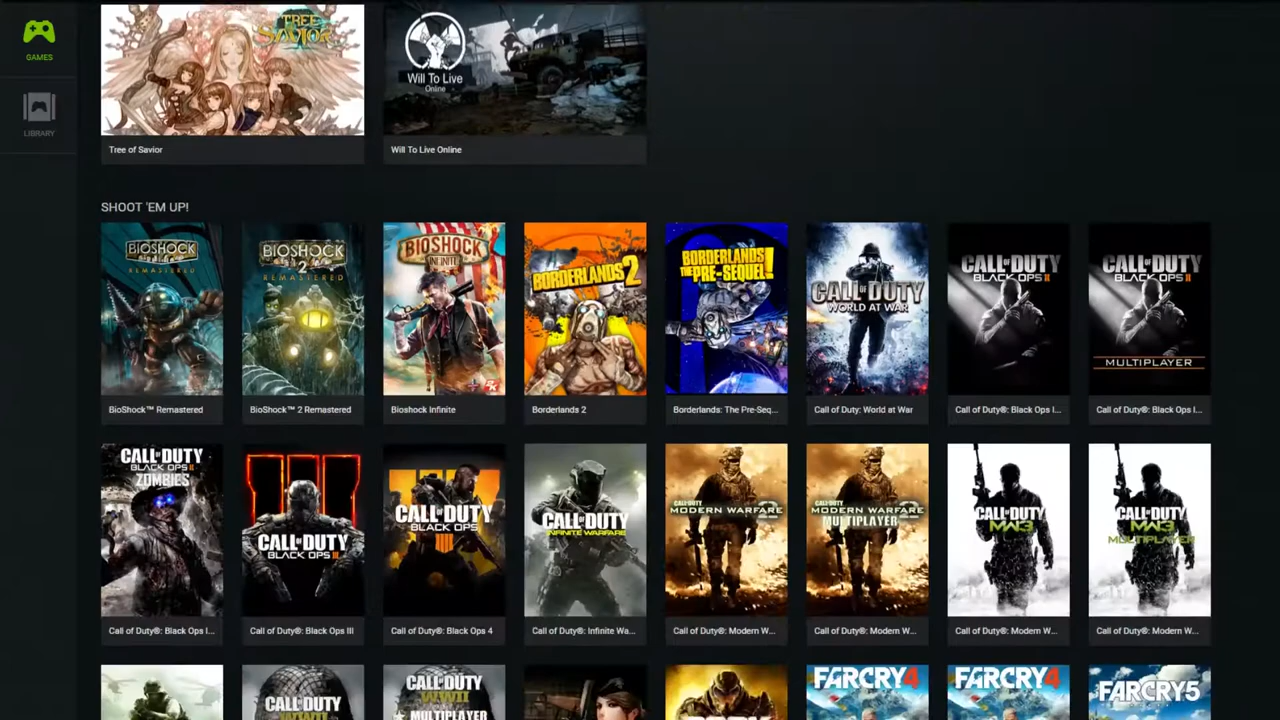 GAMES
LIBRARY
TREE
OF
SAVIOR
Will To Live
Online
Tree of Savior
Will To Live Online
SHOOT 'EM UP!
BIOSHOCK
REMASTERED
BIOSHOCK
2
REMASTERED
BIOSHOCK
INFINITE
2K
BORDERLANDS 2
BORDERLANDS
THE PRE-SEQUEL!
CALL OF DUTY
WORLD AT WAR
CALL OF DUTY
BLACK OPS II
CALL OF DUTY
BLACK OPS II
MULTIPLAYER
BioShock™ Remastered
BioShock™ 2 Remastered
Bioshock Infinite
Borderlands 2
Borderlands: The Pre-Seq...
Call of Duty: World at War
Call of Duty®: Black Ops I...
Call of Duty®: Black Ops I...
CALL OF DUTY
BLACK OPS II
ZOMBIES
CALL OF DUTY
BLACK OPS III
CALL OF DUTY
BLACK OPS
IIII
CALL OF DUTY
INFINITE WARFARE
CALL OF DUTY
MODERN WARFARE
2
CALL OF DUTY
MODERN WARFARE
2
MULTIPLAYER
CALL OF DUTY
MW3
CALL OF DUTY
MW3
MULTIPLAYER
Call of Duty®: Black Ops I...
Call of Duty®: Black Ops III
Call of Duty®: Black Ops 4
Call of Duty®: Infinite Wa...
Call of Duty®: Modern W...
Call of Duty®: Modern W...
Call of Duty®: Modern W...
Call of Duty®: Modern W...
CALL OF DUTY
WWII
CALL OF DUTY
WWII
MULTIPLAYER
FARCRY 4
FARCRY 4
FARCRY 5